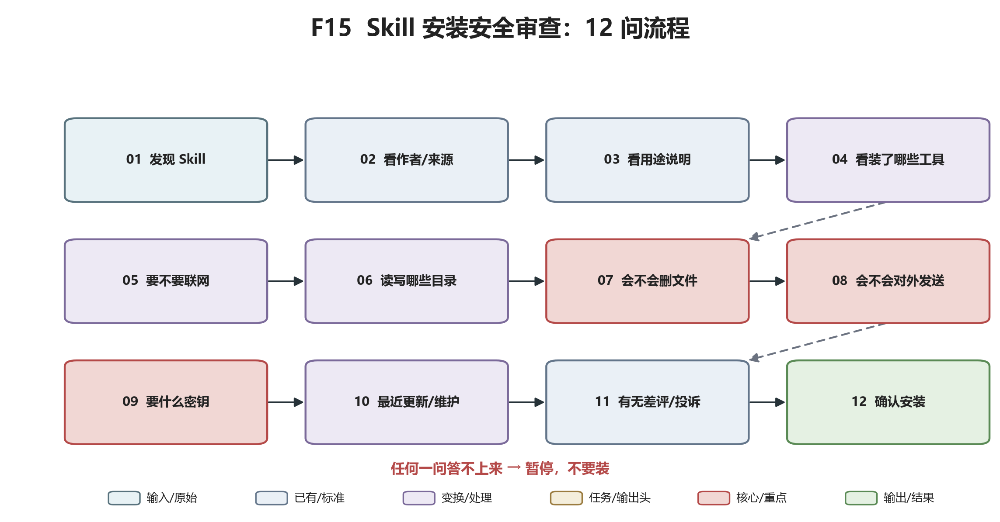 F15 Skill 安装安全审查：12 问流程
01 发现 Skill
02 看作者/来源
03 看用途说明
04 看装了哪些工具
05 要不要联网
06 读写哪些目录
07 会不会删文件
08 会不会对外发送
09 要什么密钥
10 最近更新/维护
11 有无差评/投诉
12 确认安装
任何一问答不上来 → 暂停，不要装
输入/原始
已有/标准
变换/处理
任务/输出头
核心/重点
输出/结果